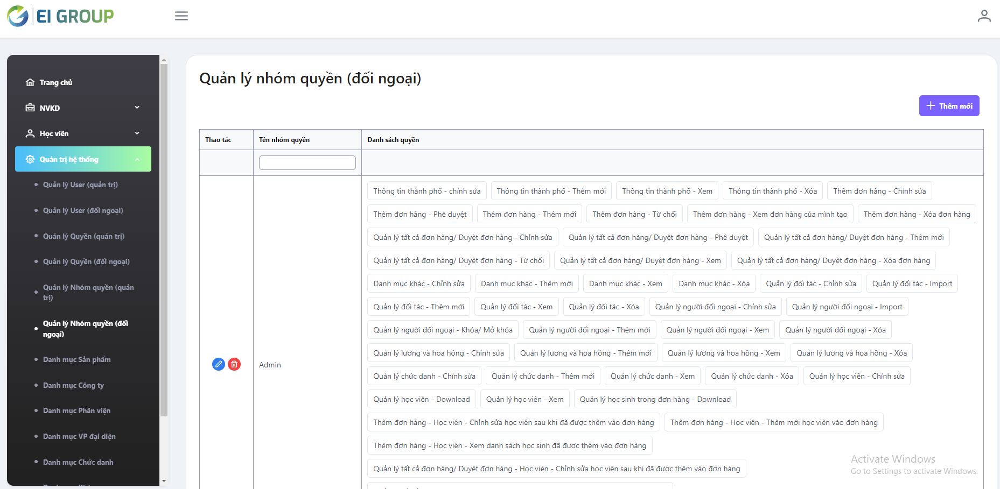 EI GROUP
Trang chủ
NVKD
Học viên
Quản trị hệ thống
Quản lý User (quản trị)
Quản lý User (đối ngoại)
Quản lý Quyền (quản trị)
Quản lý Quyền (đối ngoại)
Quản lý Nhóm quyền (quản
trị)
Quản lý Nhóm quyền (đối
ngoại)
Danh mục Sản phẩm
Danh mục Công ty
Danh mục Phân viện
Danh mục VP đại diện
Danh mục Chức danh
Quản lý nhóm quyền (đối ngoại)
Thêm mới
Thao tác Tên nhóm quyền Danh sách quyền
Admin
Thông tin thành phố - chỉnh sửa Thông tin thành phố - Thêm mới Thông tin thành phố - Xem Thông tin thành phố - Xóa Thêm đơn hàng - Chỉnh sửa
Thêm đơn hàng - Phê duyệt Thêm đơn hàng - Thêm mới Thêm đơn hàng - Từ chối Thêm đơn hàng - Xem đơn hàng của mình tạo Thêm đơn hàng - Xóa đơn hàng
Quản lý tất cả đơn hàng/ Duyệt đơn hàng - Chỉnh sửa Quản lý tất cả đơn hàng/ Duyệt đơn hàng - Phê duyệt Quản lý tất cả đơn hàng/ Duyệt đơn hàng - Thêm mới
Quản lý tất cả đơn hàng/ Duyệt đơn hàng - Từ chối Quản lý tất cả đơn hàng/ Duyệt đơn hàng - Xem Quản lý tất cả đơn hàng/ Duyệt đơn hàng - Xóa đơn hàng
Danh mục khác - Chỉnh sửa Danh mục khác - Thêm mới Danh mục khác - Xem Danh mục khác - Xóa Quản lý đối tác - Chỉnh sửa Quản lý đối tác - Import
Quản lý đối tác - Thêm mới Quản lý đối tác - Xem Quản lý đối tác - Xóa Quản lý người đối ngoại - Chỉnh sửa Quản lý người đối ngoại - Import
Quản lý người đối ngoại - Khóa/ Mở khóa Quản lý người đối ngoại - Thêm mới Quản lý người đối ngoại - Xem Quản lý người đối ngoại - Xóa
Quản lý lương và hoa hồng - Chỉnh sửa Quản lý lương và hoa hồng - Thêm mới Quản lý lương và hoa hồng - Xem Quản lý lương và hoa hồng - Xóa
Quản lý chức danh - Chỉnh sửa Quản lý chức danh - Thêm mới Quản lý chức danh - Xem Quản lý chức danh - Xóa Quản lý học viên - Chỉnh sửa
Quản lý học viên - Download Quản lý học viên - Xem Quản lý học sinh trong đơn hàng - Download
Thêm đơn hàng - Học viên - Chỉnh sửa học viên sau khi đã được thêm vào đơn hàng Thêm đơn hàng - Học viên - Thêm mới học viên vào đơn hàng
Thêm đơn hàng - Học viên - Xem danh sách học sinh đã được thêm vào đơn hàng
Quản lý tất cả đơn hàng/ Duyệt đơn hàng - Học viên - Chỉnh sửa học viên sau khi đã được thêm vào đơn hàng
Activate Windows
Go to Settings to activate Windows.